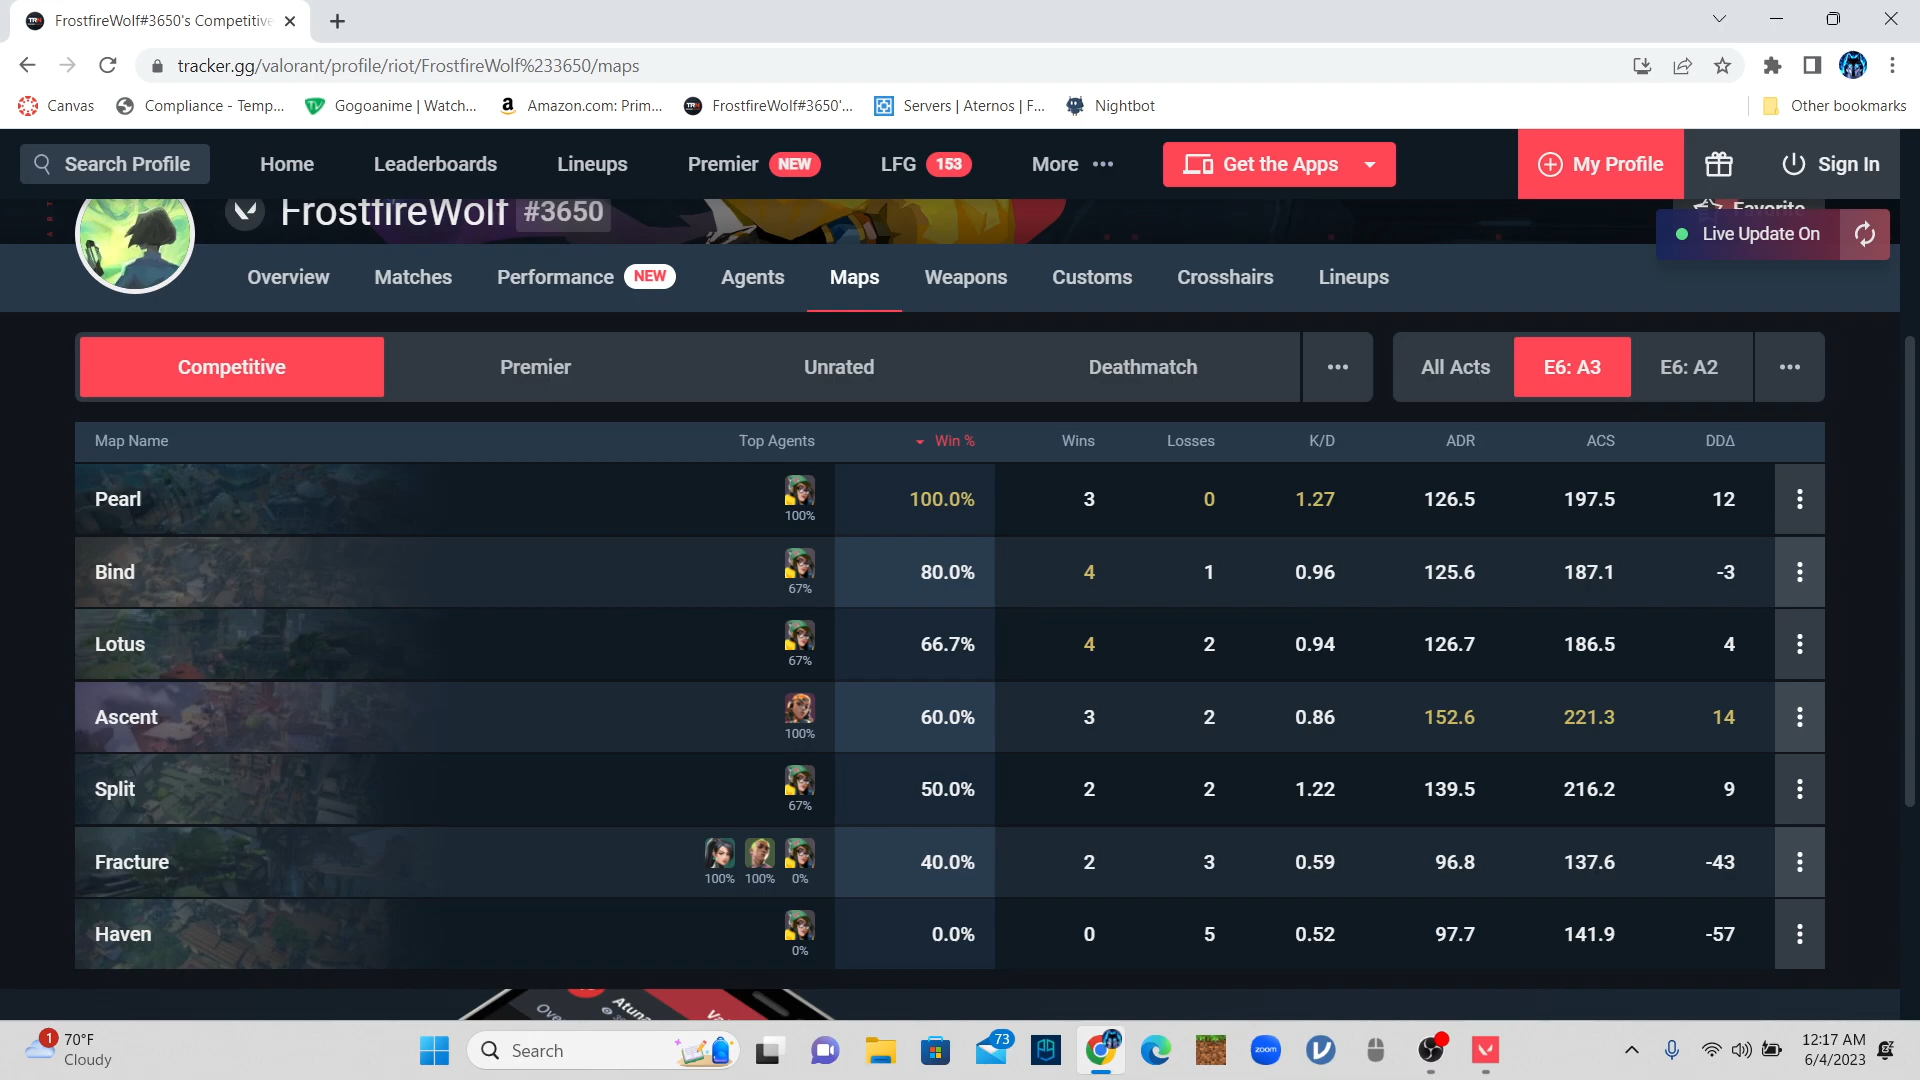 FrostfireWolf#3650's Competitive
tracker.gg/valorant/profile/riot/FrostfireWolf%233650/maps
Canvas Compliance - Temp... Gogoanime | Watch... Amazon.com: Prim... FrostfireWolf#3650'... Servers | Aternos | F... Nightbot Other bookmarks
Search Profile Home Leaderboards Lineups Premier NEW LFG 153 More ••• Get the Apps My Profile Sign In
FrostfireWolf #3650 Favorite
Live Update On
Overview Matches Performance NEW Agents Maps Weapons Customs Crosshairs Lineups
Competitive Premier Unrated Deathmatch ••• All Acts E6: A3 E6: A2 •••
Map Name Top Agents Win % Wins Losses K/D ADR ACS DDΔ
Pearl 100% 100.0% 3 0 1.27 126.5 197.5 12
Bind 67% 80.0% 4 1 0.96 125.6 187.1 -3
Lotus 67% 66.7% 4 2 0.94 126.7 186.5 4
Ascent 100% 60.0% 3 2 0.86 152.6 221.3 14
Split 67% 50.0% 2 2 1.22 139.5 216.2 9
Fracture 100% 100% 0% 40.0% 2 3 0.59 96.8 137.6 -43
Haven 0% 0.0% 0 5 0.52 97.7 141.9 -57
1 70°F
Cloudy
Search
73
zoom
12:17 AM
6/4/2023